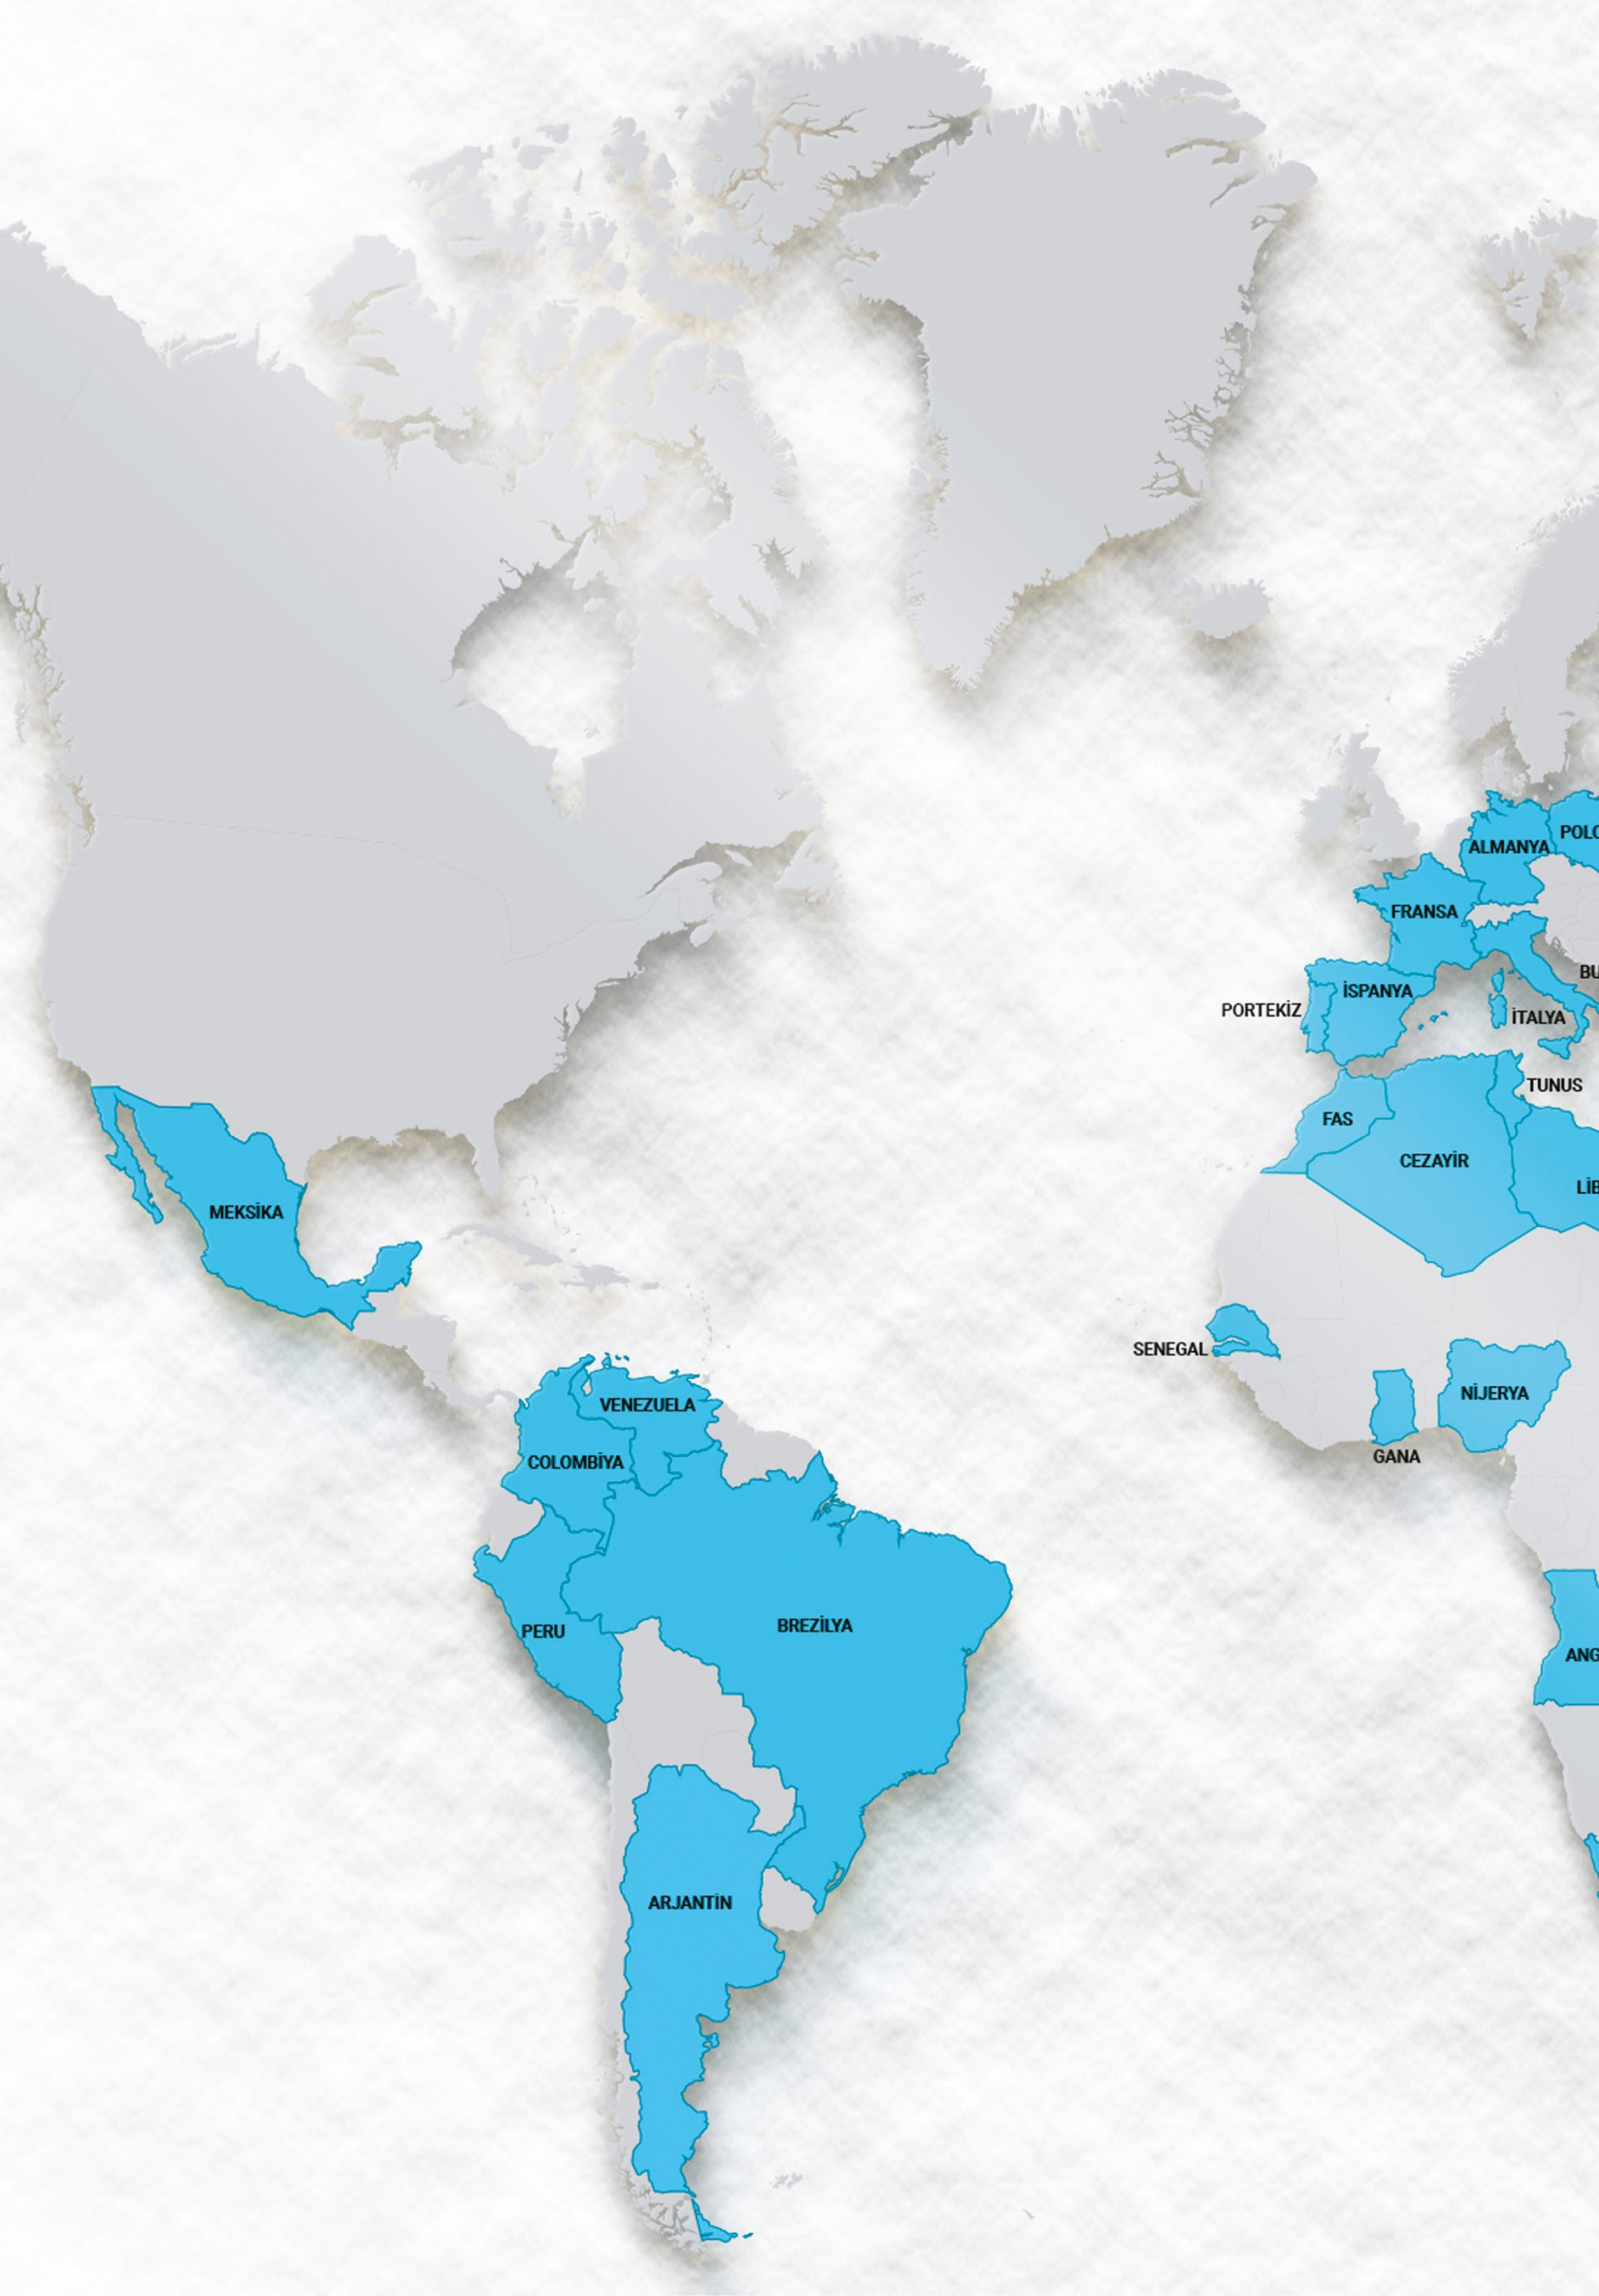 POLO
ALMANYA
FRANSA
BU
İSPANYA
PORTEKİZ
İTALYA
TUNUS
FAS
CEZAYİR
LİB
MEKSİKA
SENEGAL
NİJERYA
VENEZUELA
GANA
COLOMBİYA
BREZİLYA
PERU
ANG
ARJANTİN